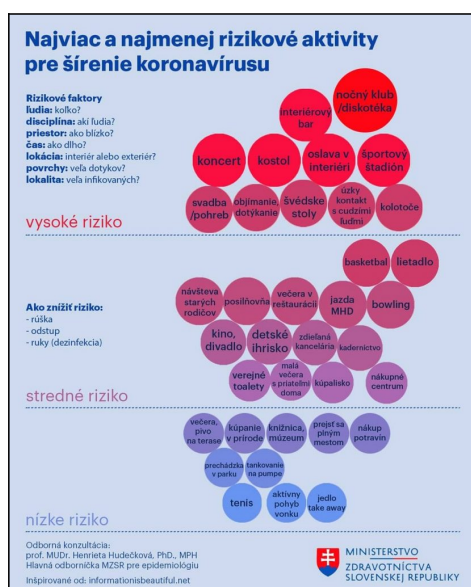 Najviac a najmenej rizikové aktivity
pre šírenie koronavírusu
Rizikové faktory
ľudia: koľko?
disciplína: akí ľudia?
priestor: ako blízko?
čas: ako dlho?
lokácia: interiér alebo exteriér?
povrchy: veľa dotykov?
lokalita: veľa infikovaných?
nočný klub
/diskotéka
interiérový
bar
koncert
kostol
oslava v
interiéri
športový
štadión
svadba
/pohreb
objímanie,
dotýkanie
švédske
stoly
úzky
kontakt
s cudzími
ľuďmi
kolotoče
vysoké riziko
basketbal
lietadlo
Ako znížiť riziko:
- rúška
- odstup
- ruky (dezinfekcia)
návšteva
starých
rodičov
posilňovňa
večera v
reštaurácii
jazda
MHD
bowling
kino,
divadlo
detské
ihrisko
zdieľaná
kancelária
kaderníctvo
verejné
toalety
malá
večera
s priateľmi
doma
kúpalisko
nákupné
centrum
stredné riziko
večera,
pivo
na terase
kúpanie
v prírode
knižnica,
múzeum
prejsť sa
plným
mestom
nákup
potravín
prechádzka
v parku
tankovanie
na pumpe
tenis
aktívny
pohyb
vonku
jedlo
take away
nízke riziko
Odborná konzultácia:
prof. MUDr. Henrieta Hudečková, PhD., MPH
Hlavná odborníčka MZSR pre epidemiológiu
Inšpirované od: informationisbeautiful.net
MINISTERSTVO
ZDRAVOTNÍCTVA
SLOVENSKEJ REPUBLIKY